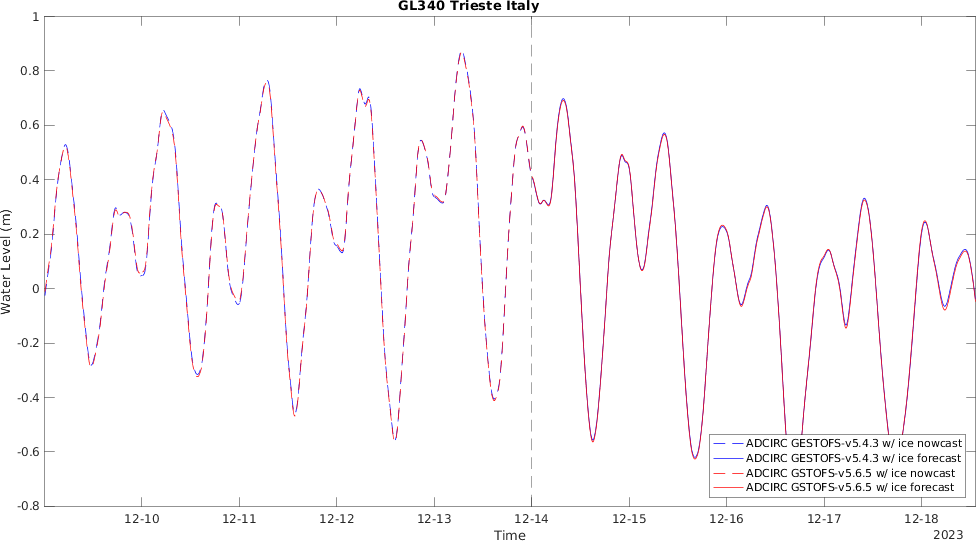 GL340 Trieste Italy
Water Level (m)
1
0.8
0.6
0.4
0.2
0
-0.2
-0.4
-0.6
-0.8
ADCIRC GESTOFS-v5.4.3 w/ ice nowcast
ADCIRC GESTOFS-v5.4.3 w/ ice forecast
ADCIRC GSTOFS-v5.6.5 w/ ice nowcast
ADCIRC GSTOFS-v5.6.5 w/ ice forecast
12-10 12-11 12-12 12-13 12-14 12-15 12-16 12-17 12-18
Time
2023